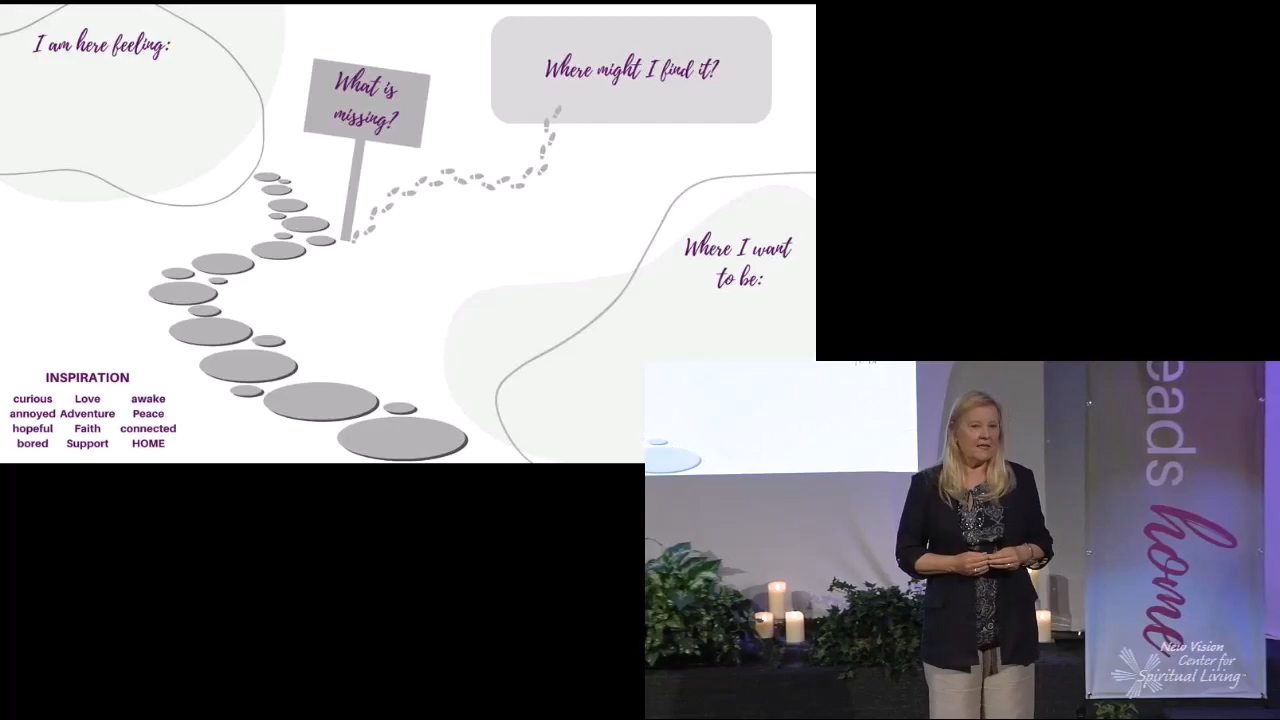 I am here feeling:
What is
missing?
Where might I find it?
Where I want
to be:
INSPIRATION
curious Love awake
annoyed Adventure Peace
hopeful Faith connected
bored Support HOME
eads
home
New Vision
Center for
Spiritual Living